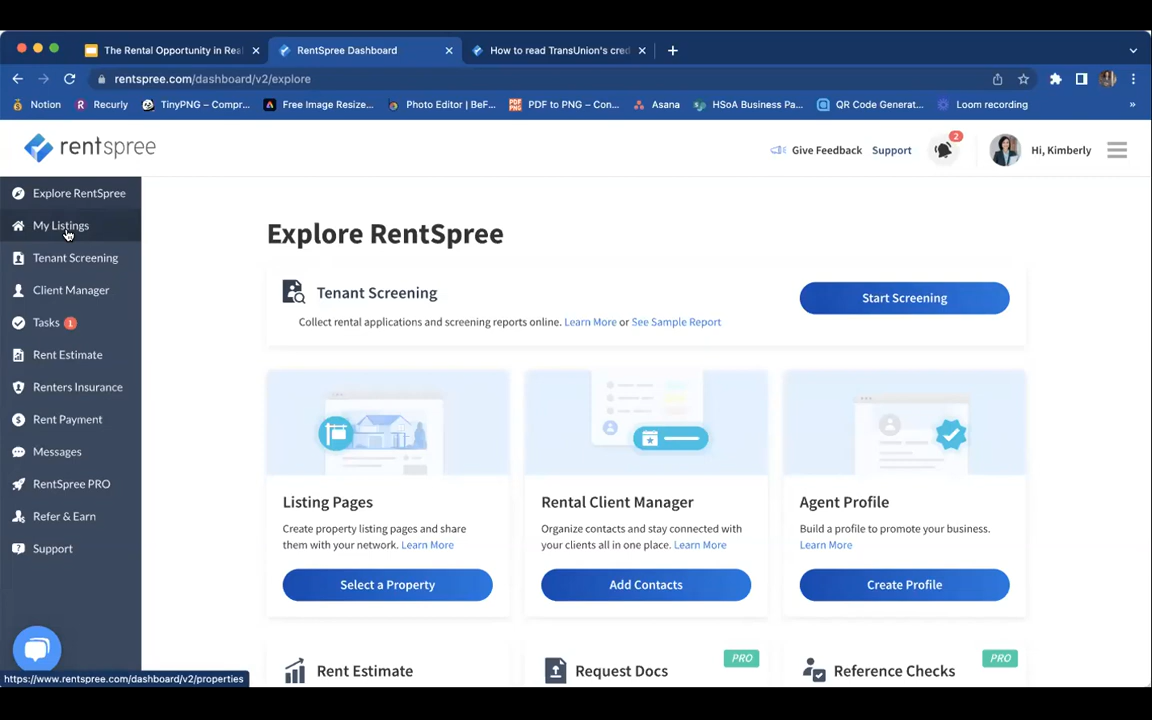 The Rental Opportunity in Rea
RentSpree Dashboard
How to read TransUnion's cred
rentspree.com/dashboard/v2/explore
Notion
Recurly
TinyPNG – Compr...
Free Image Resize...
Photo Editor | BeF...
PDF to PNG – Con...
Asana
HSoA Business Pa...
QR Code Generat...
Loom recording
»
rentspree
Give Feedback
Support
2
Hi, Kimberly
Explore RentSpree
My Listings
Tenant Screening
Client Manager
Tasks 1
Rent Estimate
Renters Insurance
Rent Payment
Messages
RentSpree PRO
Refer & Earn
Support
Explore RentSpree
Tenant Screening
Collect rental applications and screening reports online. Learn More or See Sample Report
Start Screening
Listing Pages
Create property listing pages and share
them with your network. Learn More
Select a Property
Rental Client Manager
Organize contacts and stay connected with
your clients all in one place. Learn More
Add Contacts
Agent Profile
Build a profile to promote your business.
Learn More
Create Profile
Rent Estimate
Request Docs
PRO
Reference Checks
PRO
https://www.rentspree.com/dashboard/v2/properties